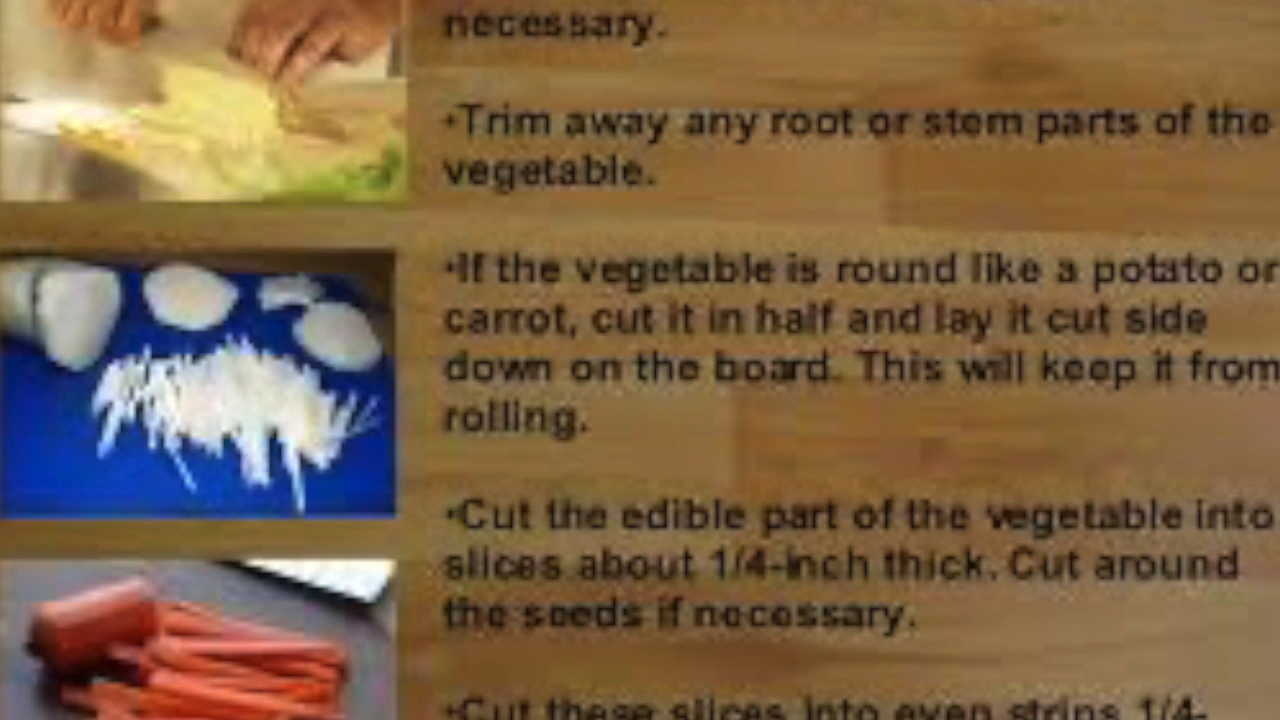 necessary.
•Trim away any root or stem parts of the
vegetable.
•If the vegetable is round like a potato or
carrot, cut it in half and lay it cut side
down on the board. This will keep it from
rolling.
•Cut the edible part of the vegetable into
slices about 1/4-inch thick. Cut around
the seeds if necessary.
•Cut these slices into even strips 1/4-